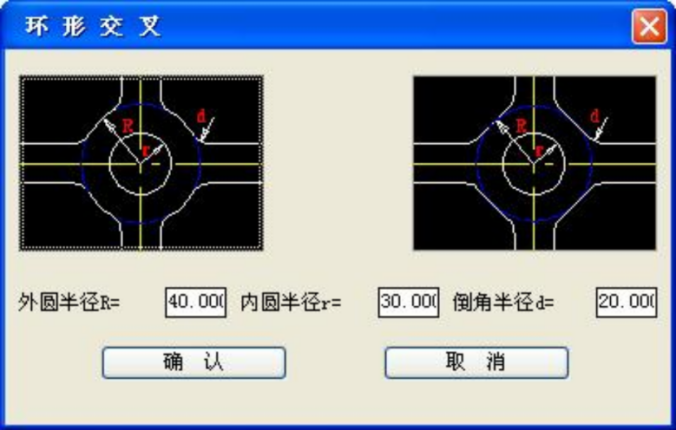 环形交叉
R r d
R r d
外圆半径R= 40.000 内圆半径r= 30.000 倒角半径d= 20.000
确 认 取 消